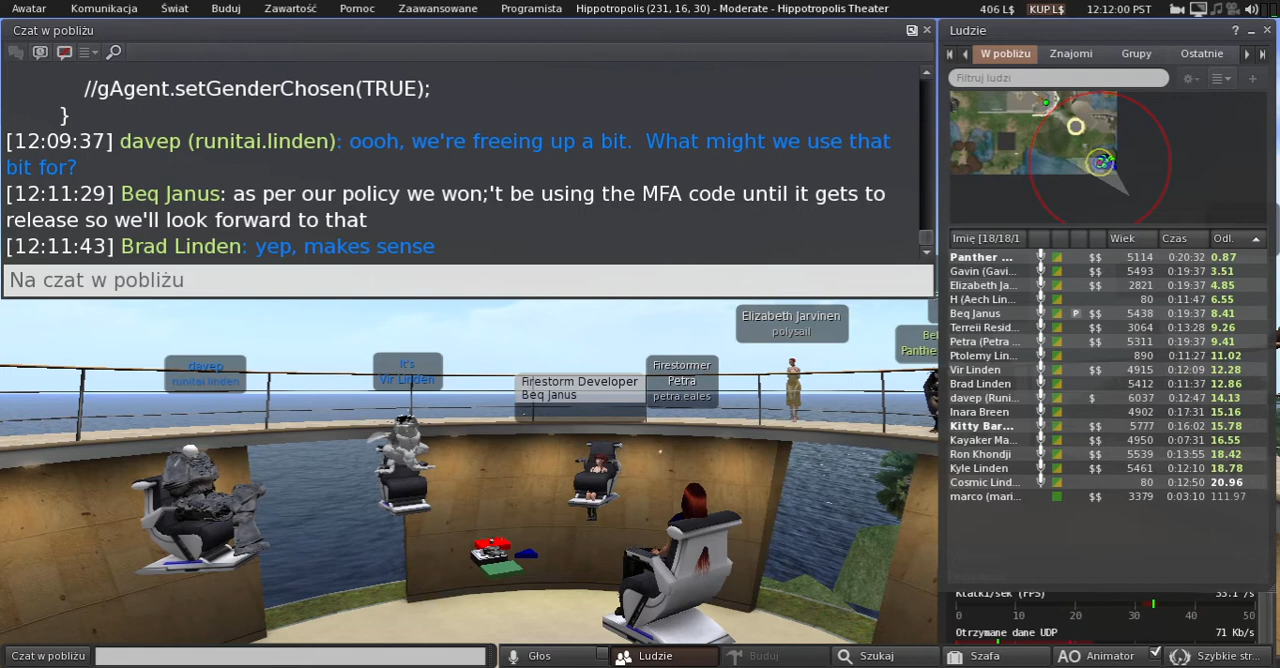 Awatar Komunikacja Świat Buduj Zawartość Pomoc Zaawansowane Programista Hippotropolis (231, 16, 30) - Moderate - Hippotropolis Theater 406 L$ KUP L$ 12:12:00 PST
Czat w pobliżu
//gAgent.setGenderChosen(TRUE);
}
[12:09:37] davep (runitai.linden): oooh, we're freeing up a bit. What might we use that
bit for?
[12:11:29] Beq Janus: as per our policy we won;'t be using the MFA code until it gets to
release so we'll look forward to that
[12:11:43] Brad Linden: yep, makes sense
Na czat w pobliżu
Ludzie
W pobliżu Znajomi Grupy Ostatnie
Filtruj ludzi
Imię [18/18/1 Wiek Czas Odl.
Panther ... $$ 5114 0:20:32 0.87
Gavin (Gavi... $$ 5493 0:19:37 3.51
Elizabeth Ja... $$ 2821 0:19:37 4.85
H (Aech Lin... 80 0:11:47 6.55
Beq Janus P $$ 5438 0:19:37 8.41
Terreii Resid... $$ 3064 0:13:28 9.26
Petra (Petra ... $$ 5311 0:19:37 9.41
Ptolemy Lin... 890 0:11:27 11.02
Vir Linden $$ 4915 0:12:09 12.28
Brad Linden 5412 0:11:37 12.86
davep (Runi... $ 6037 0:12:47 14.13
Inara Breen 4902 0:17:31 15.16
Kitty Bar... $$ 5777 0:16:02 15.78
Kayaker Ma... $$ 4950 0:07:31 16.55
Ron Khondji $$ 5539 0:13:55 18.42
Kyle Linden $$ 5461 0:12:10 18.78
Cosmic Lind... 80 0:12:50 20.96
marco (mari... $$ 3379 0:03:10 111.97
Elizabeth Jarvinen
polysail
Be
Panthe
davep
runitai linden
It's
Vir Linden
Firestorm Developer
Beq Janus
Firestormer
Petra
petra eales
Klatki/sek (FPS) 33.1 /s
0 10 20 30 40 50
Otrzymane dane UDP 71 Kb/s
Czat w pobliżu Głos Ludzie Buduj Szukaj Szafa AO Animator Szybkie str...